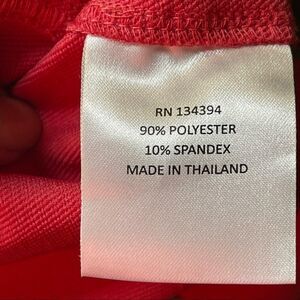 RN 134394
90% POLYESTER
10% SPANDEX
MADE IN THAILAND